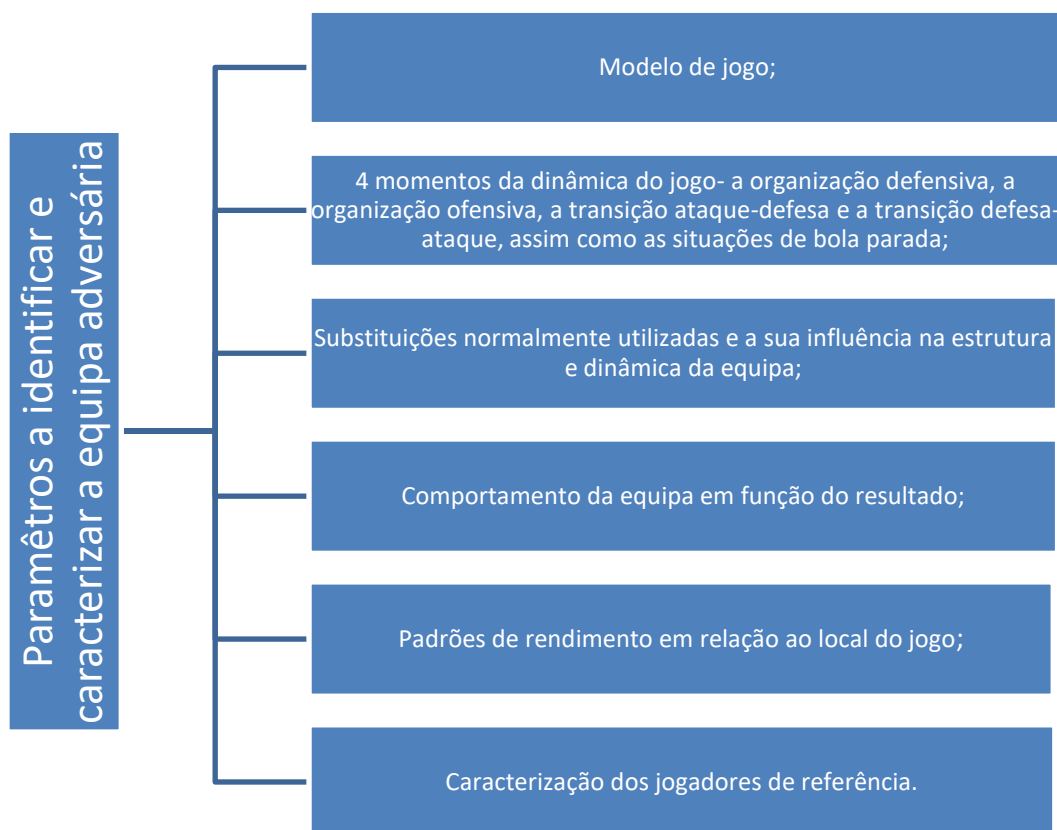 Paramêtros a identificar e
caracterizar a equipa adversária
Modelo de jogo;
4 momentos da dinâmica do jogo- a organização defensiva, a
organização ofensiva, a transição ataque-defesa e a transição defesa-
ataque, assim como as situações de bola parada;
Substituições normalmente utilizadas e a sua influência na estrutura
e dinâmica da equipa;
Comportamento da equipa em função do resultado;
Padrões de rendimento em relação ao local do jogo;
Caracterização dos jogadores de referência.